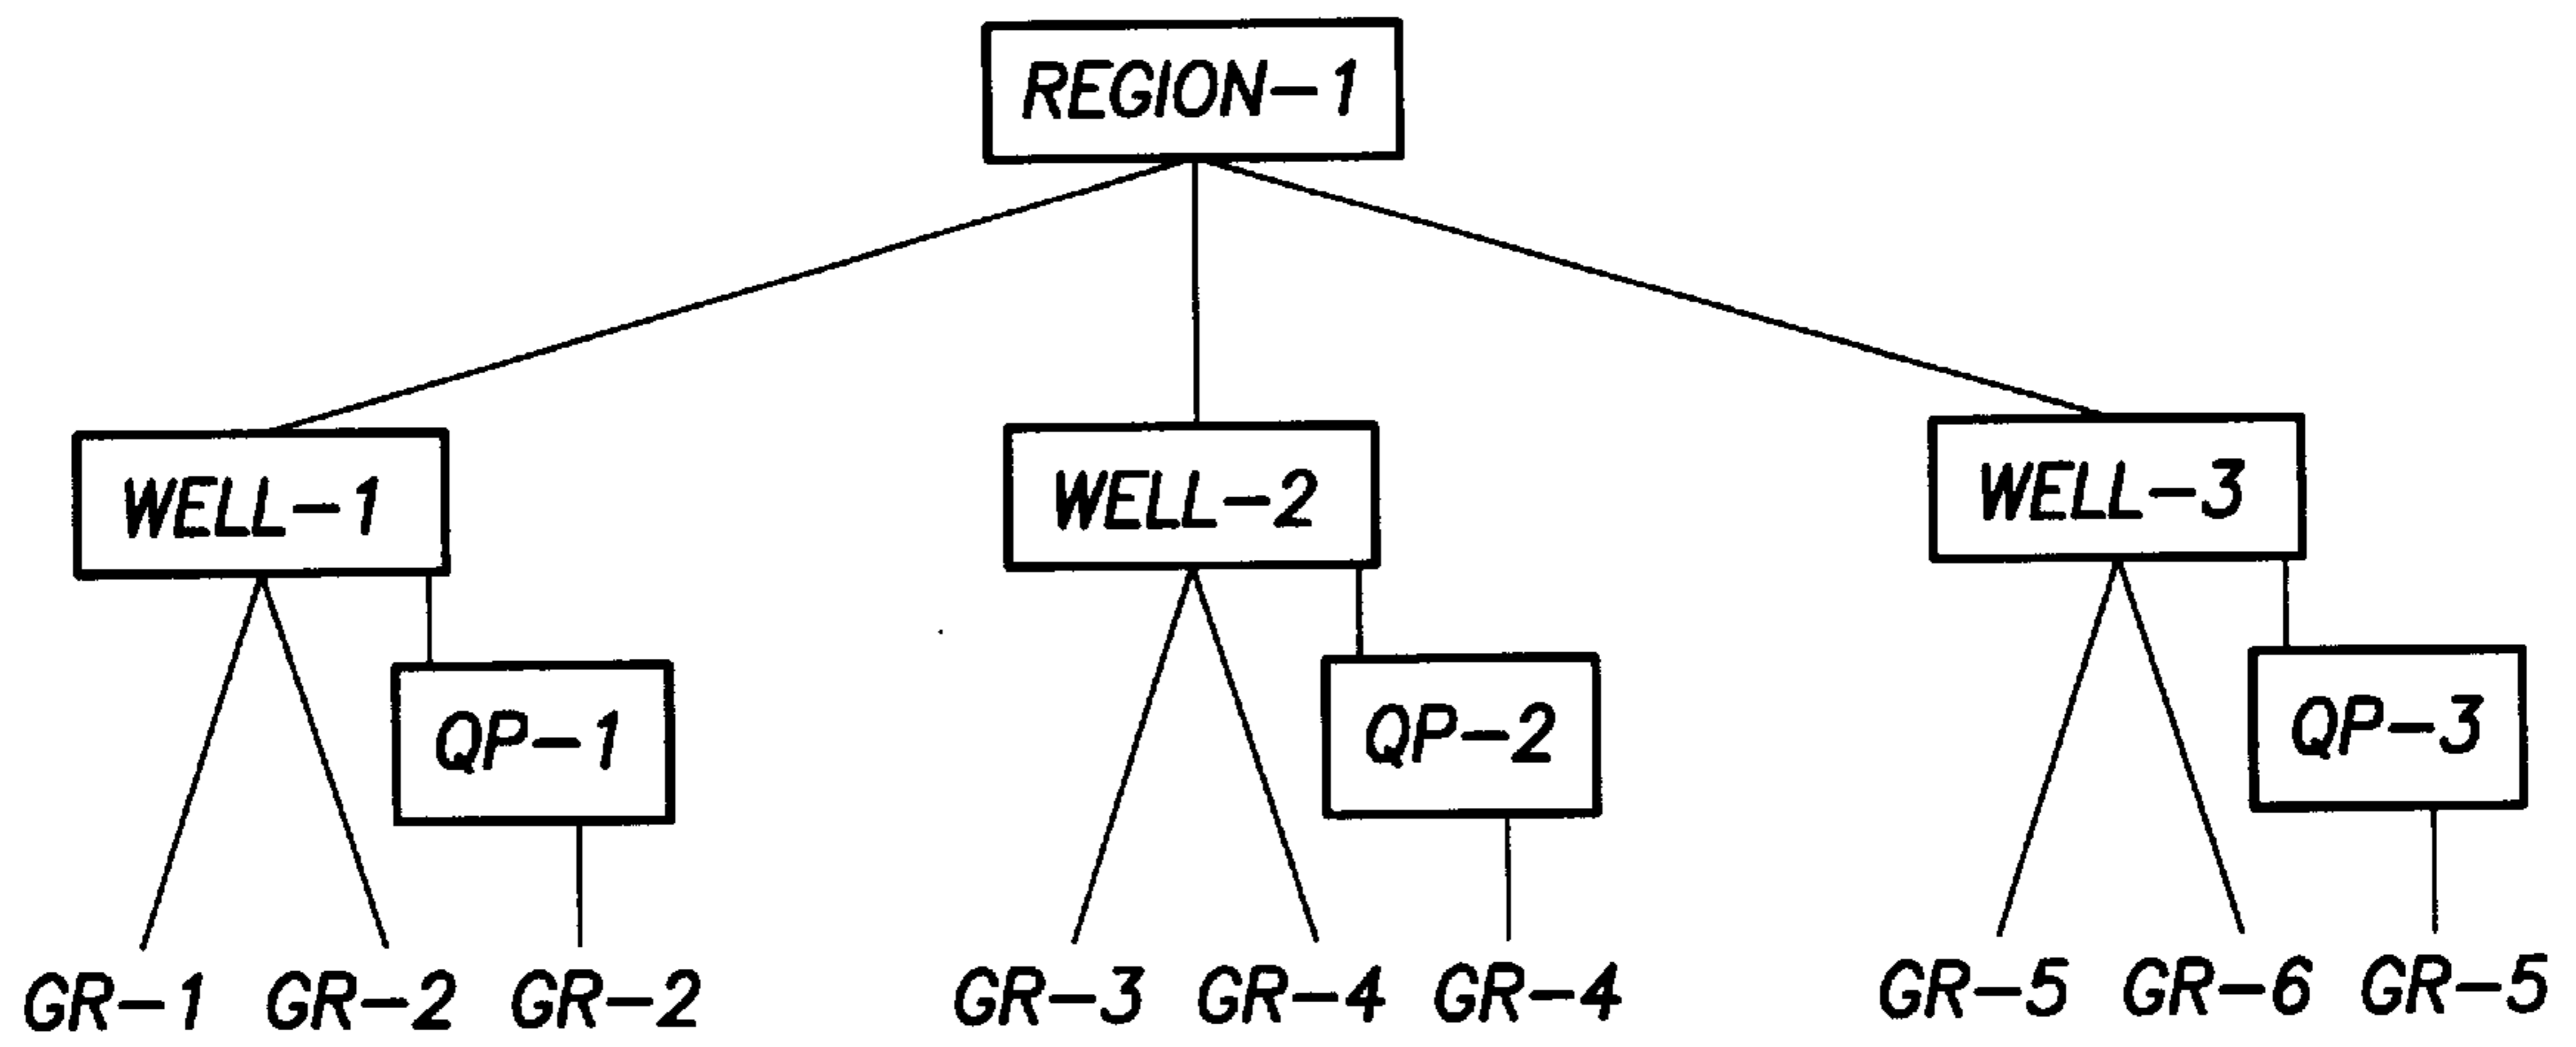 REGION-1
WELL-1 WELL-2 WELL-3
QP-1 QP-2 QP-3
GR-1 GR-2 GR-2 GR-3 GR-4 GR-4 GR-5 GR-6 GR-5